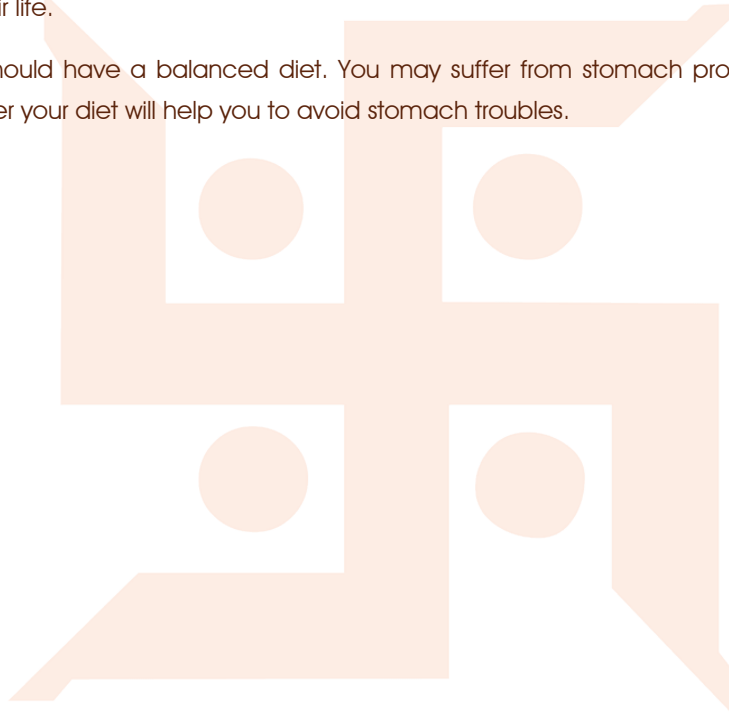 ir life.
hould have a balanced diet. You may suffer from stomach pro
er your diet will help you to avoid stomach troubles.